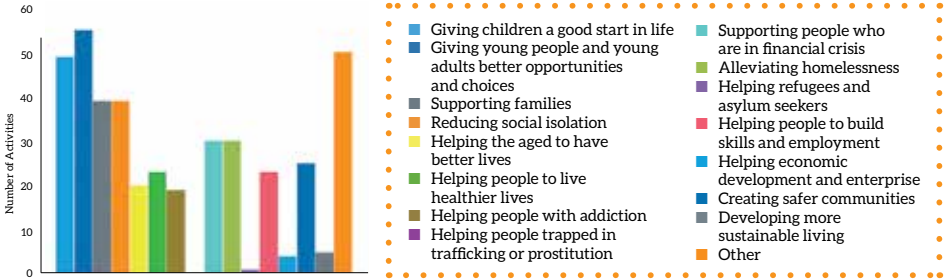 60
50
40
30
20
10
0
Number of Activities
Giving children a good start in life
Giving young people and young
adults better opportunities
and choices
Supporting families
Reducing social isolation
Helping the aged to have
better lives
Helping people to live
healthier lives
Helping people with addiction
Helping people trapped in
trafficking or prostitution
Supporting people who
are in financial crisis
Alleviating homelessness
Helping refugees and
asylum seekers
Helping people to build
skills and employment
Helping economic
development and enterprise
Creating safer communities
Developing more
sustainable living
Other